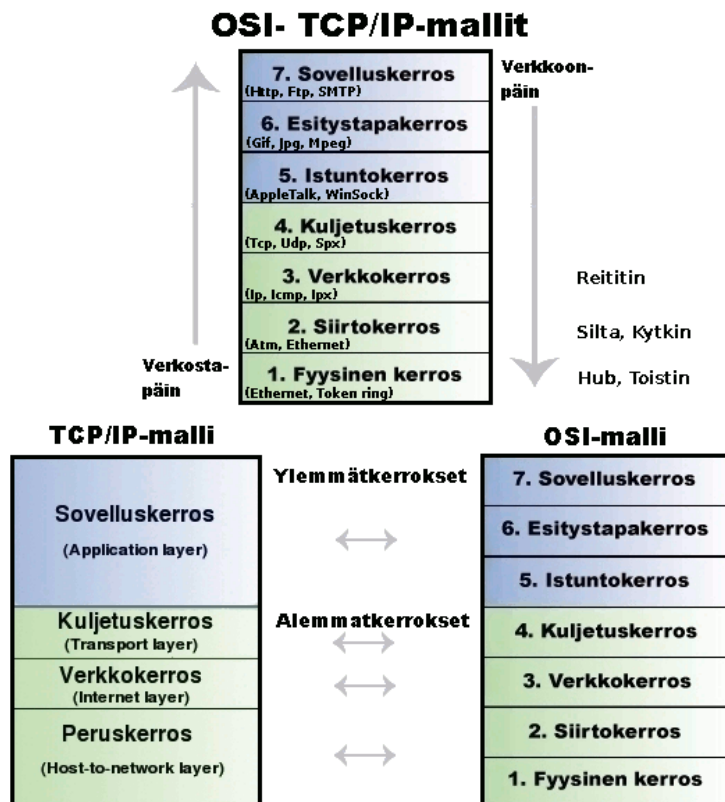 OSI- TCP/IP-mallit
7. Sovelluskerros
(Http, Ftp, SMTP)
6. Esitystapakerros
(Gif, Jpg, Mpeg)
5. Istuntokerros
(AppleTalk, WinSock)
4. Kuljetuskerros
(Tcp, Udp, Spx)
3. Verkkokerros
(Ip, Icmp, Ipx)
2. Siirtokerros
(Atm, Ethernet)
1. Fyysinen kerros
(Ethernet, Token ring)
Verkkoon-
päin
Verkosta-
päin
Reititin
Silta, Kytkin
Hub, Toistin
TCP/IP-malli
Sovelluskerros
(Application layer)
Kuljetuskerros
(Transport layer)
Verkkokerros
(Internet layer)
Peruskerros
(Host-to-network layer)
Ylemmätkerrokset
Alemmatkerrokset
OSI-malli
7. Sovelluskerros
6. Esitystapakerros
5. Istuntokerros
4. Kuljetuskerros
3. Verkkokerros
2. Siirtokerros
1. Fyysinen kerros